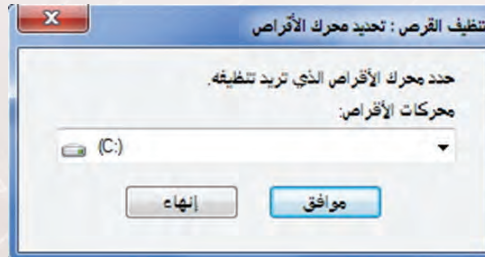 تنظيف القرص : تحديد محرك الأقراص
حدد محرك الأقراص الذي تريد تنظيفه.
محركات الأقراص:
(C:)
موافق
إنهاء